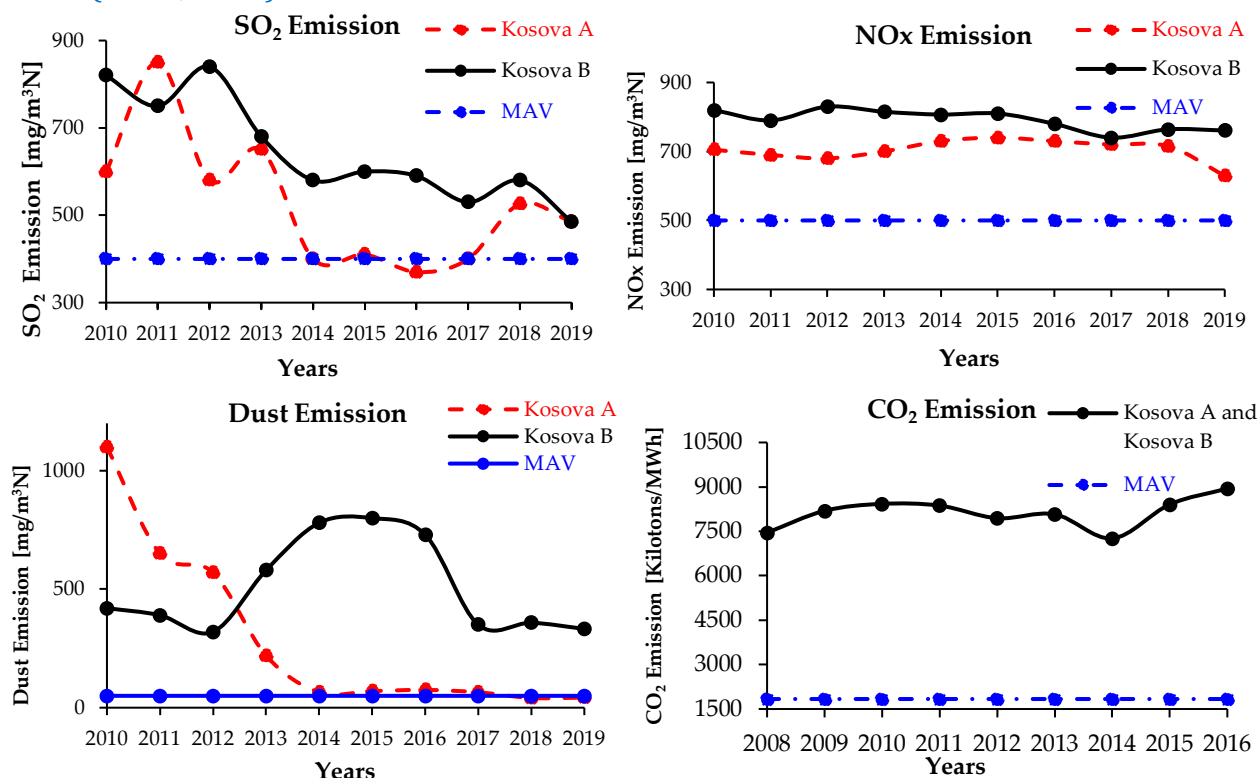 SO₂ Emission
Kosova A
Kosova B
MAV
SO₂ Emission [mg/m³N]
900
700
500
300
2010 2011 2012 2013 2014 2015 2016 2017 2018 2019
Years
NOx Emission
Kosova A
Kosova B
MAV
NOx Emission [mg/m³N]
900
700
500
300
2010 2011 2012 2013 2014 2015 2016 2017 2018 2019
Years
Dust Emission
Kosova A
Kosova B
MAV
Dust Emission [mg/m³N]
1000
500
0
2010 2011 2012 2013 2014 2015 2016 2017 2018 2019
Years
CO₂ Emission
Kosova A and
Kosova B
MAV
CO₂ Emission [Kilotons/MWh]
10500
9000
7500
6000
4500
3000
1500
2008 2009 2010 2011 2012 2013 2014 2015 2016
Years